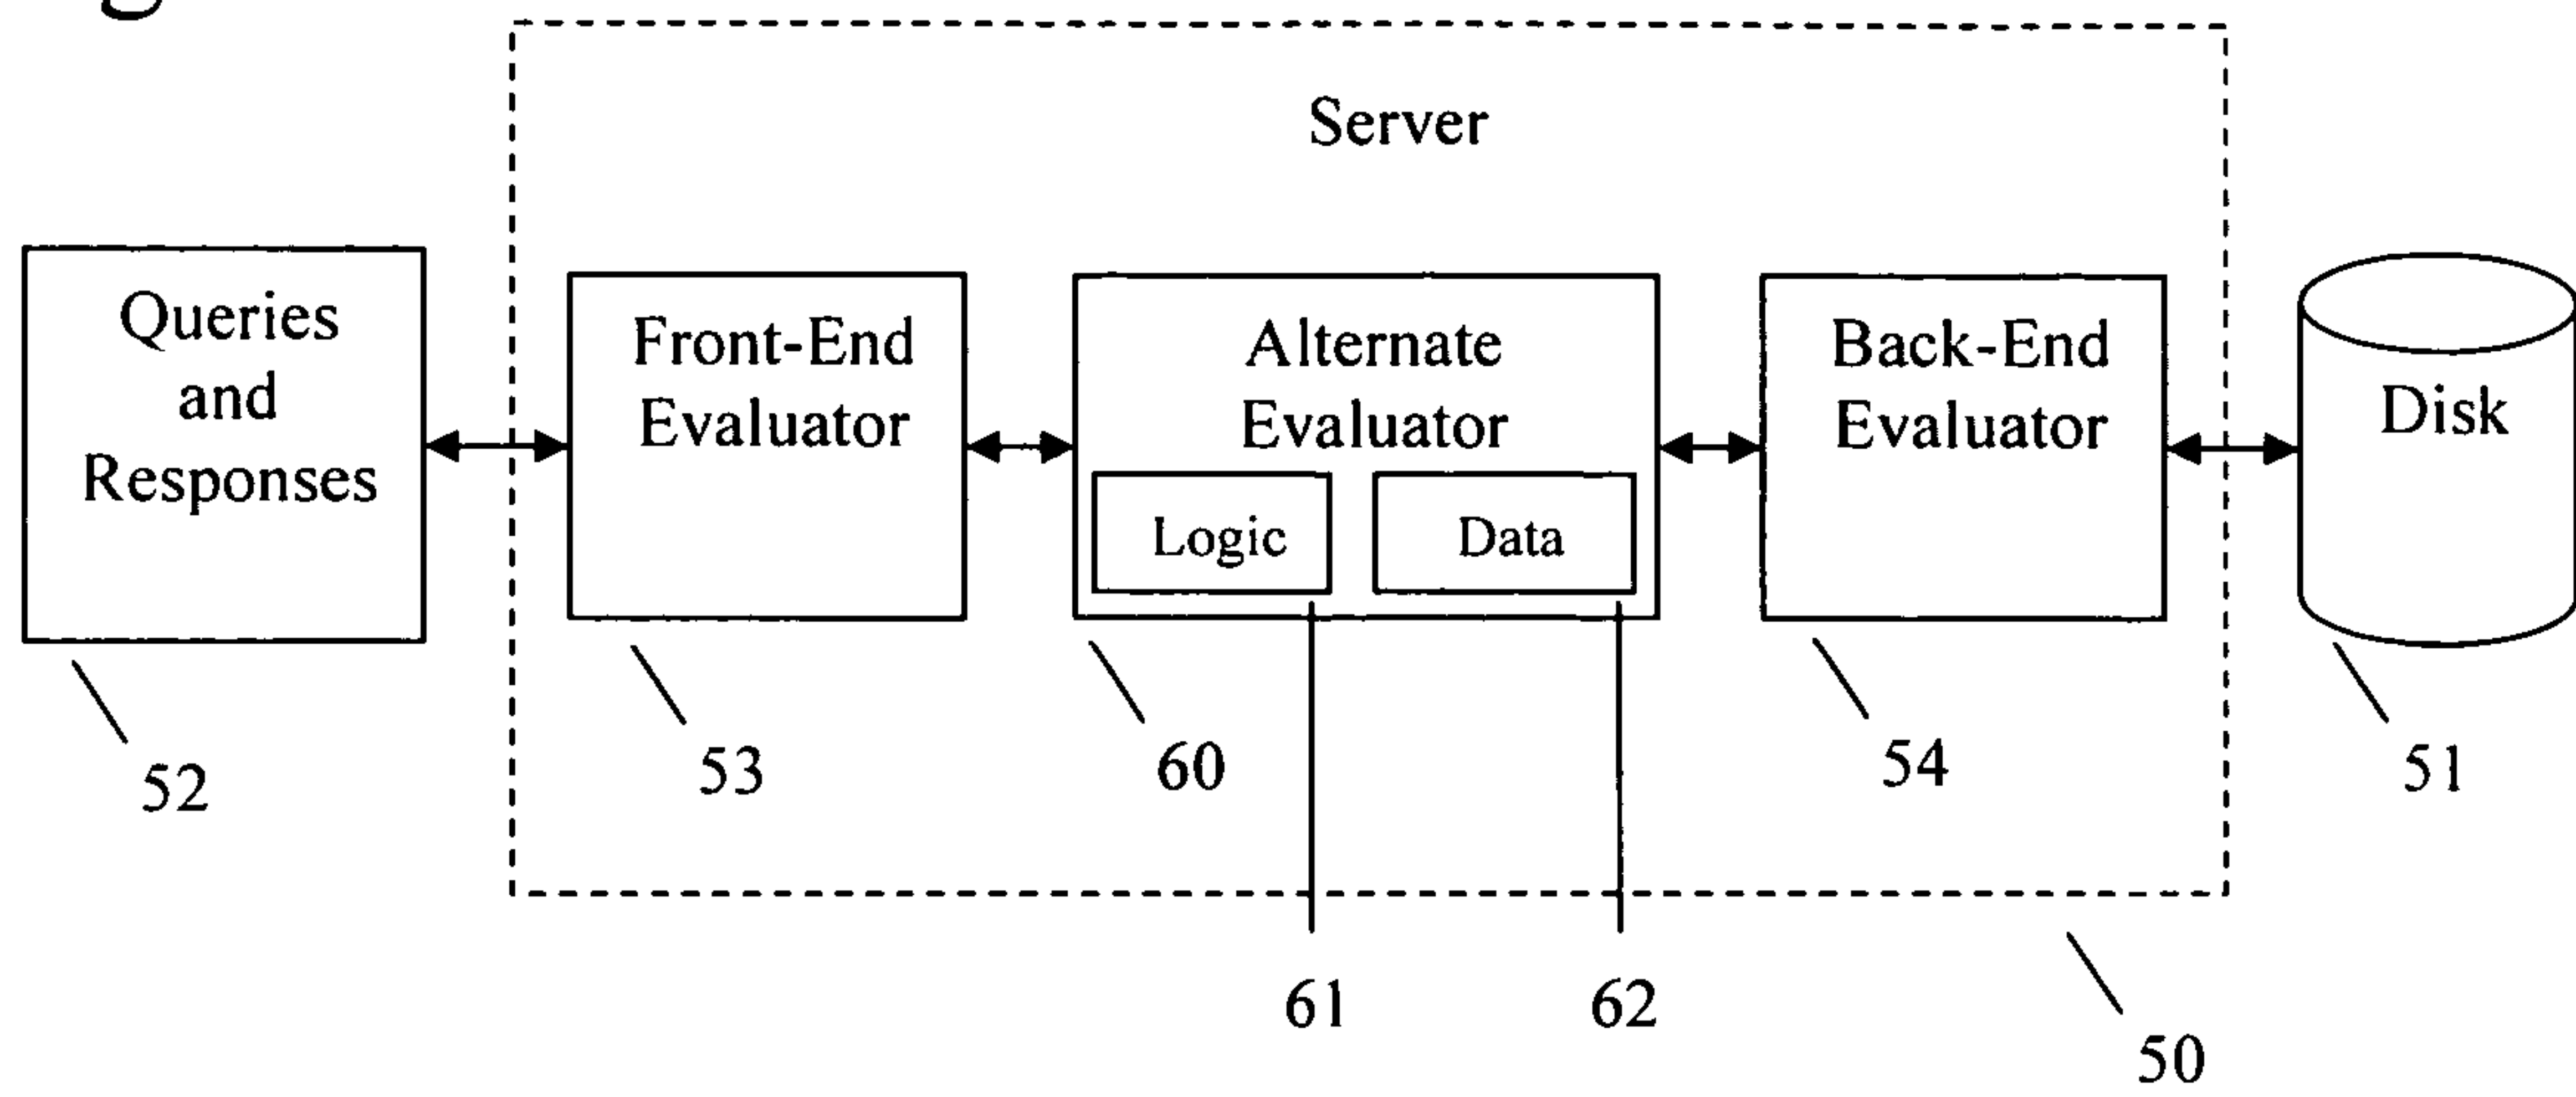 Server
Queries
and
Responses
Front-End
Evaluator
Alternate
Evaluator
Logic
Data
Back-End
Evaluator
Disk
52
53
60
54
51
61
62
50